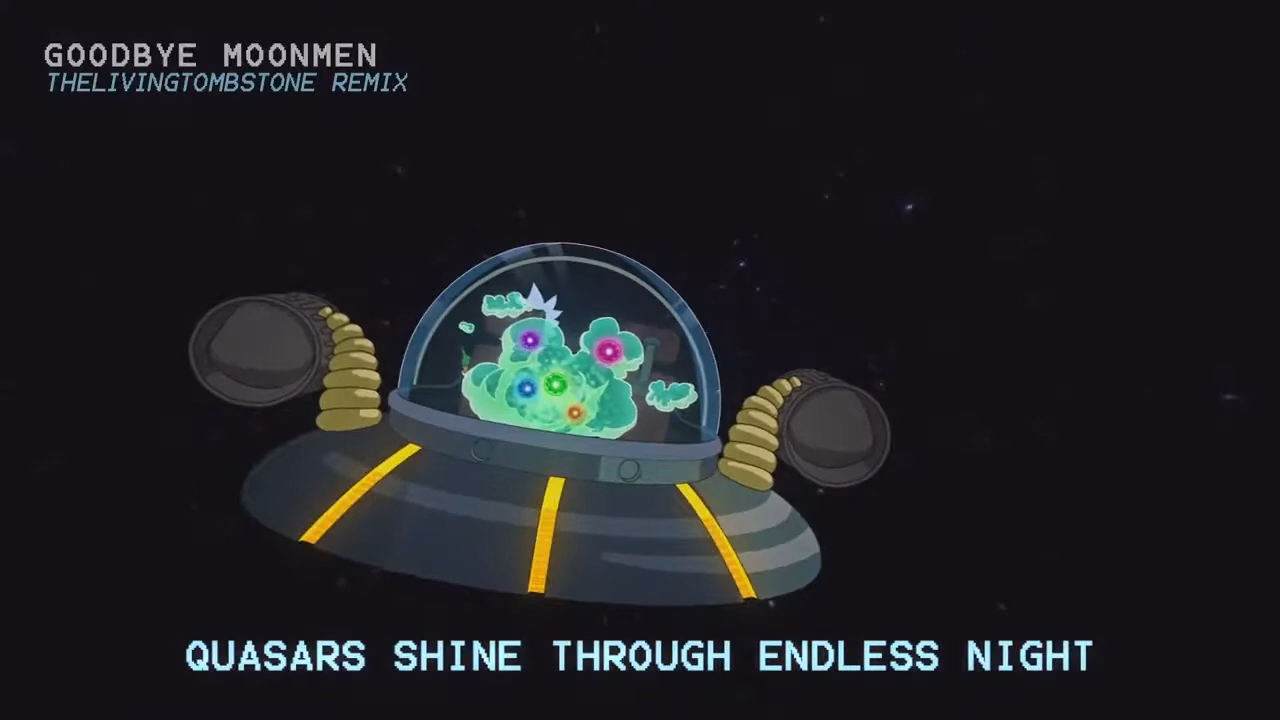 GOODBYE MOONMEN
THELIVINGTOMBSTONE REMIX
QUASARS SHINE THROUGH ENDLESS NIGHT